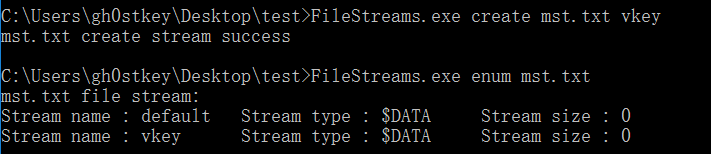 C:\Users\gh0stkey\Desktop\test>FileStreams.exe create mst.txt vkey
mst.txt create stream success
C:\Users\gh0stkey\Desktop\test>FileStreams.exe enum mst.txt
mst.txt file stream:
Stream name : default   Stream type : $DATA     Stream size : 0
Stream name : vkey      Stream type : $DATA     Stream size : 0